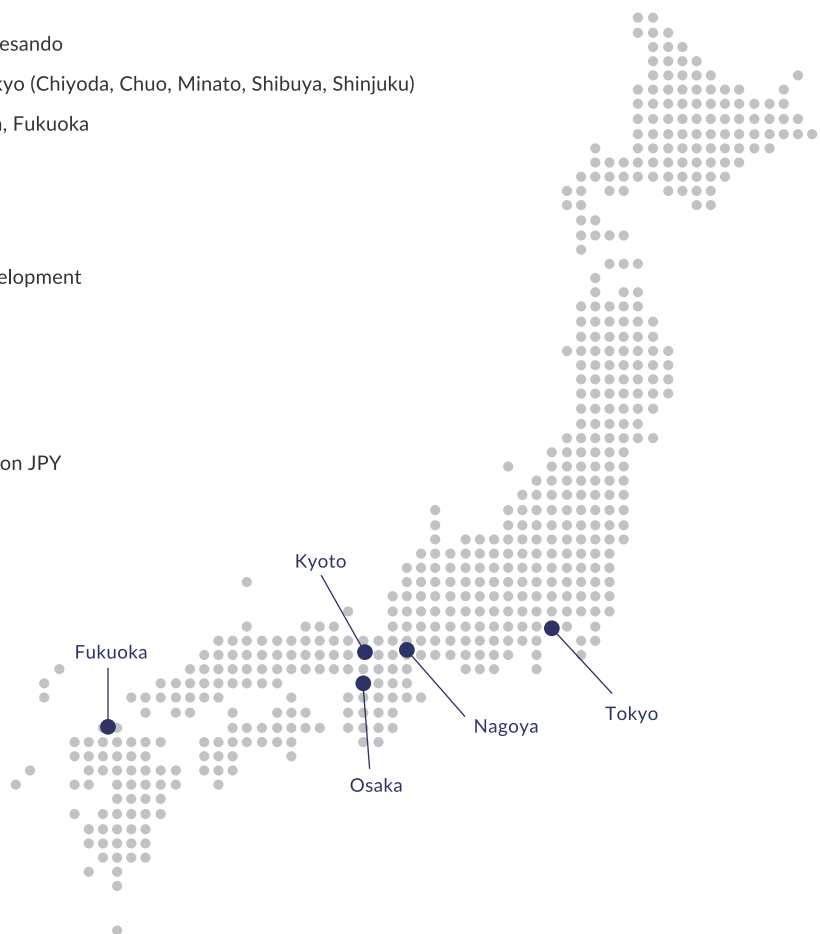 esando
kyo (Chiyoda, Chuo, Minato, Shibuya, Shinjuku)
, Fukuoka
elopment
on JPY
Kyoto
Fukuoka
Tokyo
Nagoya
Osaka